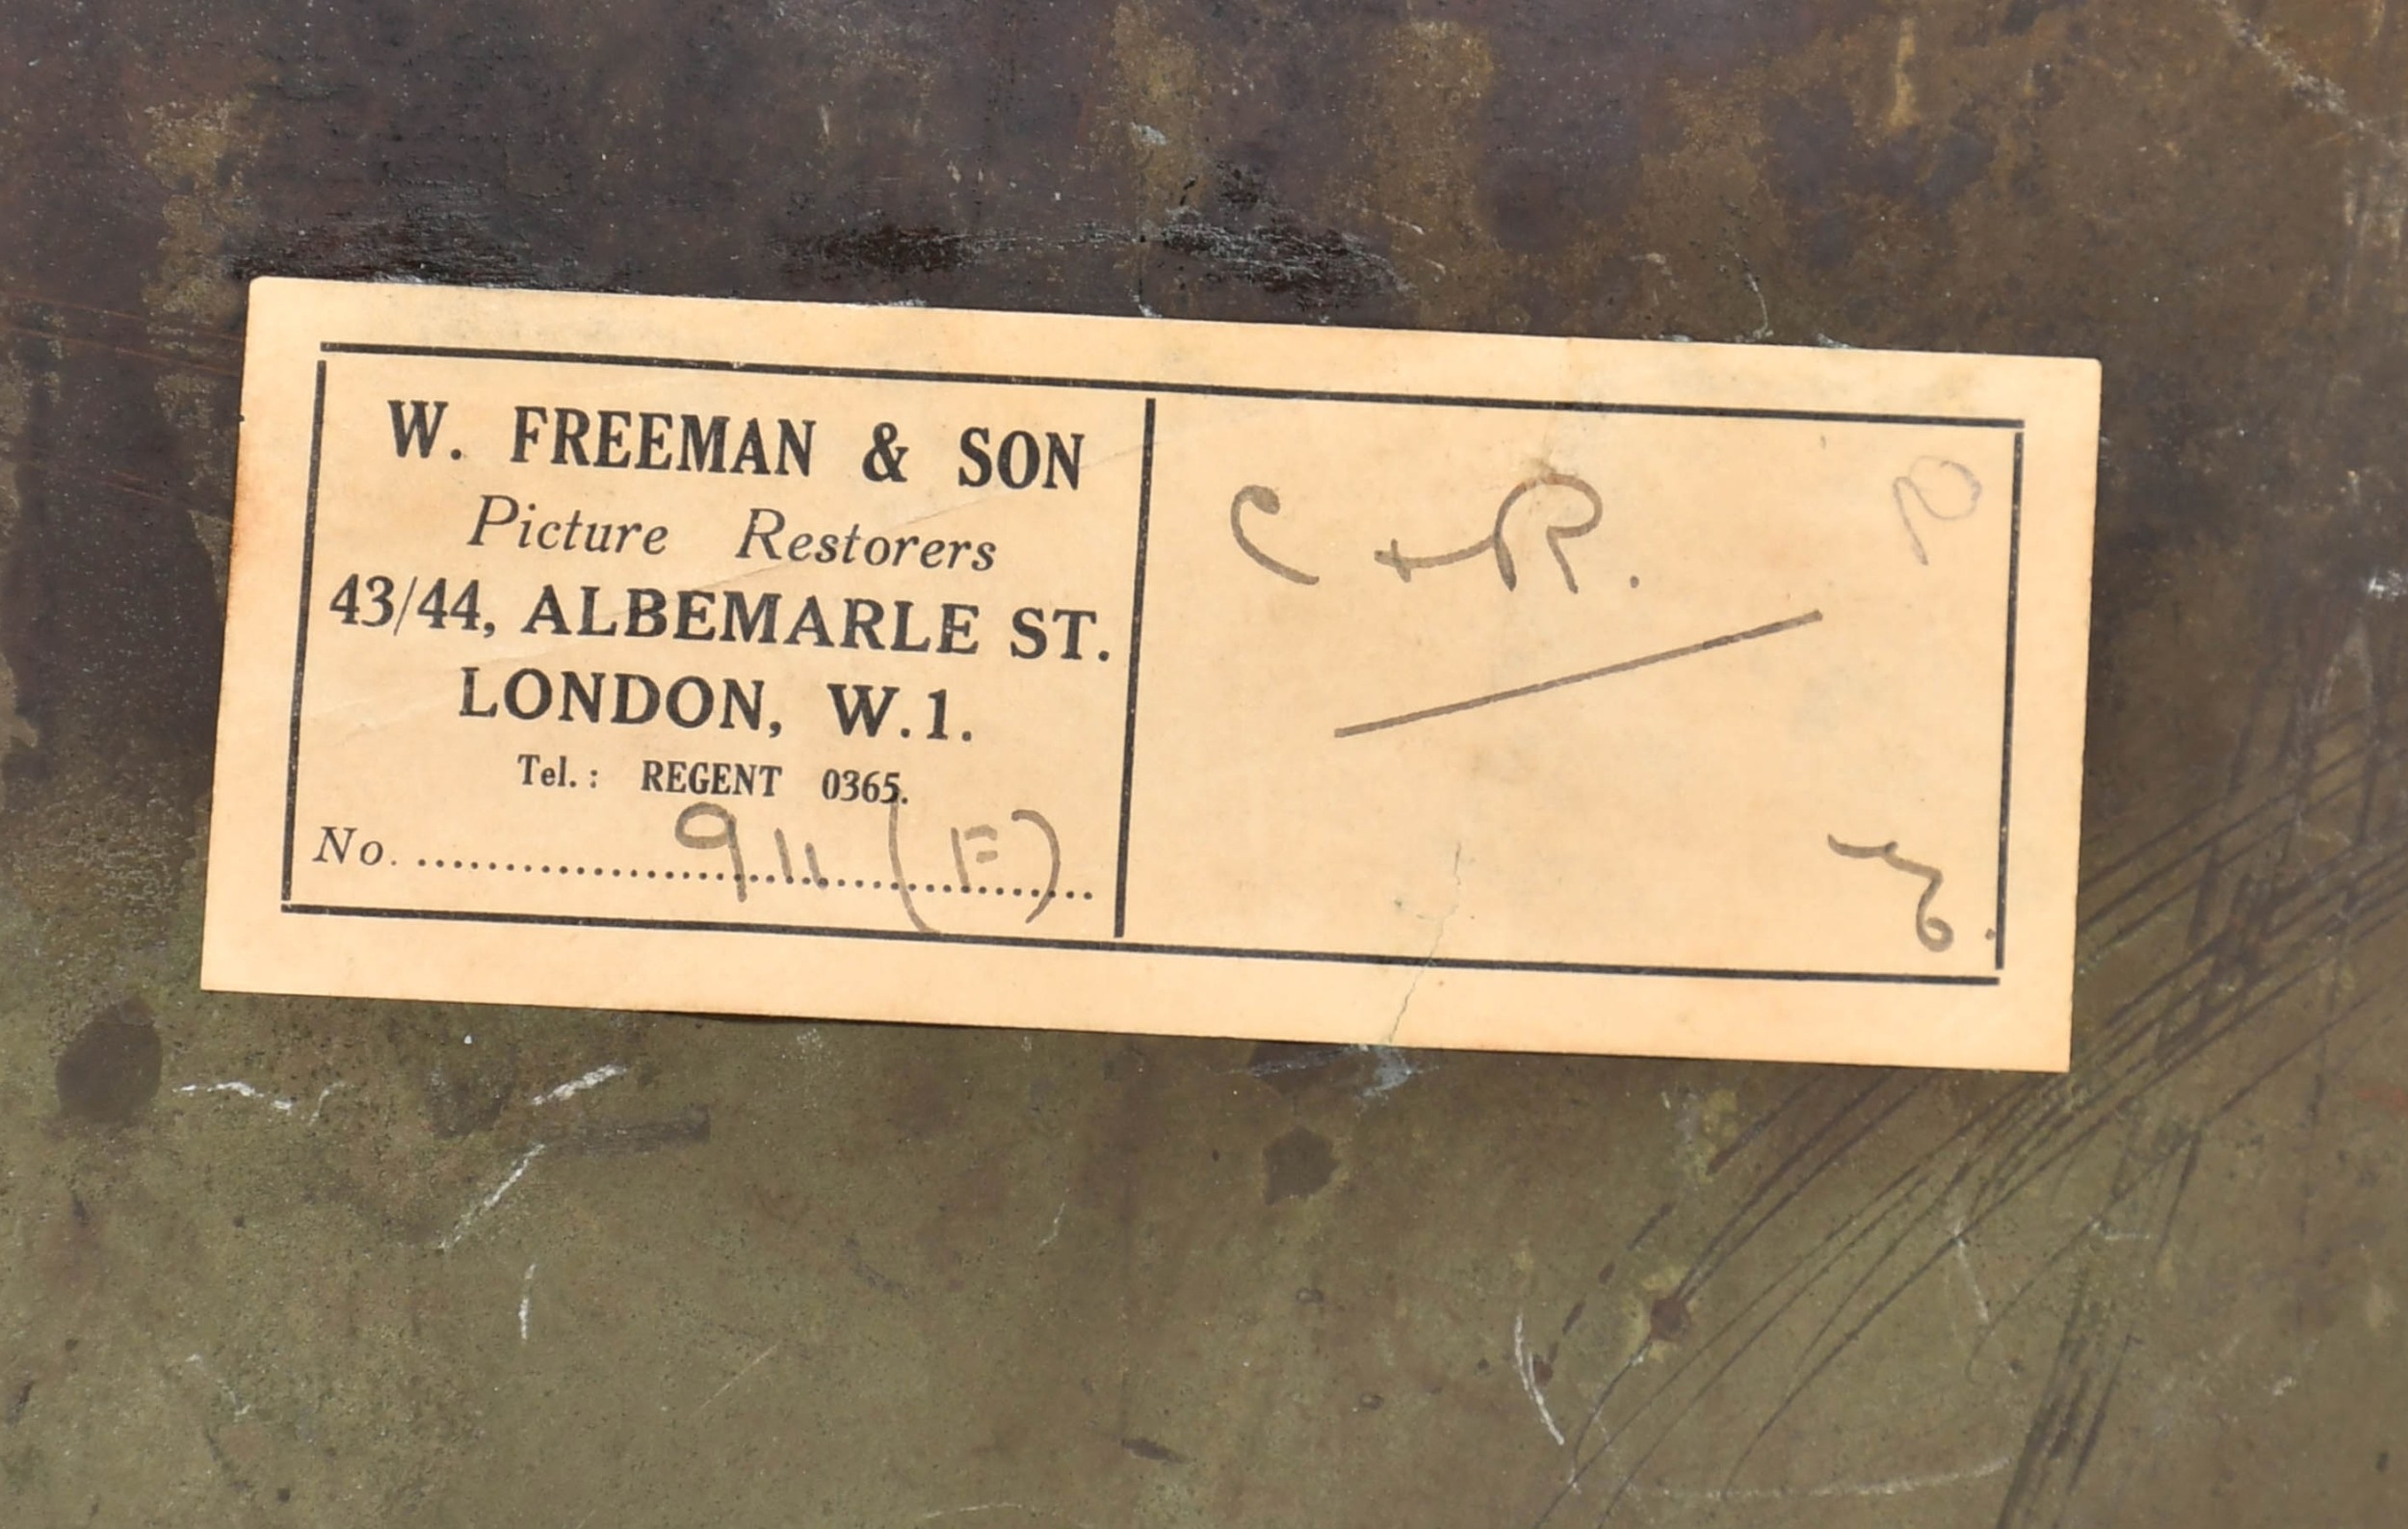 W. FREEMAN & SON
Picture Restorers
43/44, ALBEMARLE ST.
LONDON, W.1.
Tel.: REGENT 0365.
No. 911 (F)
C + R.